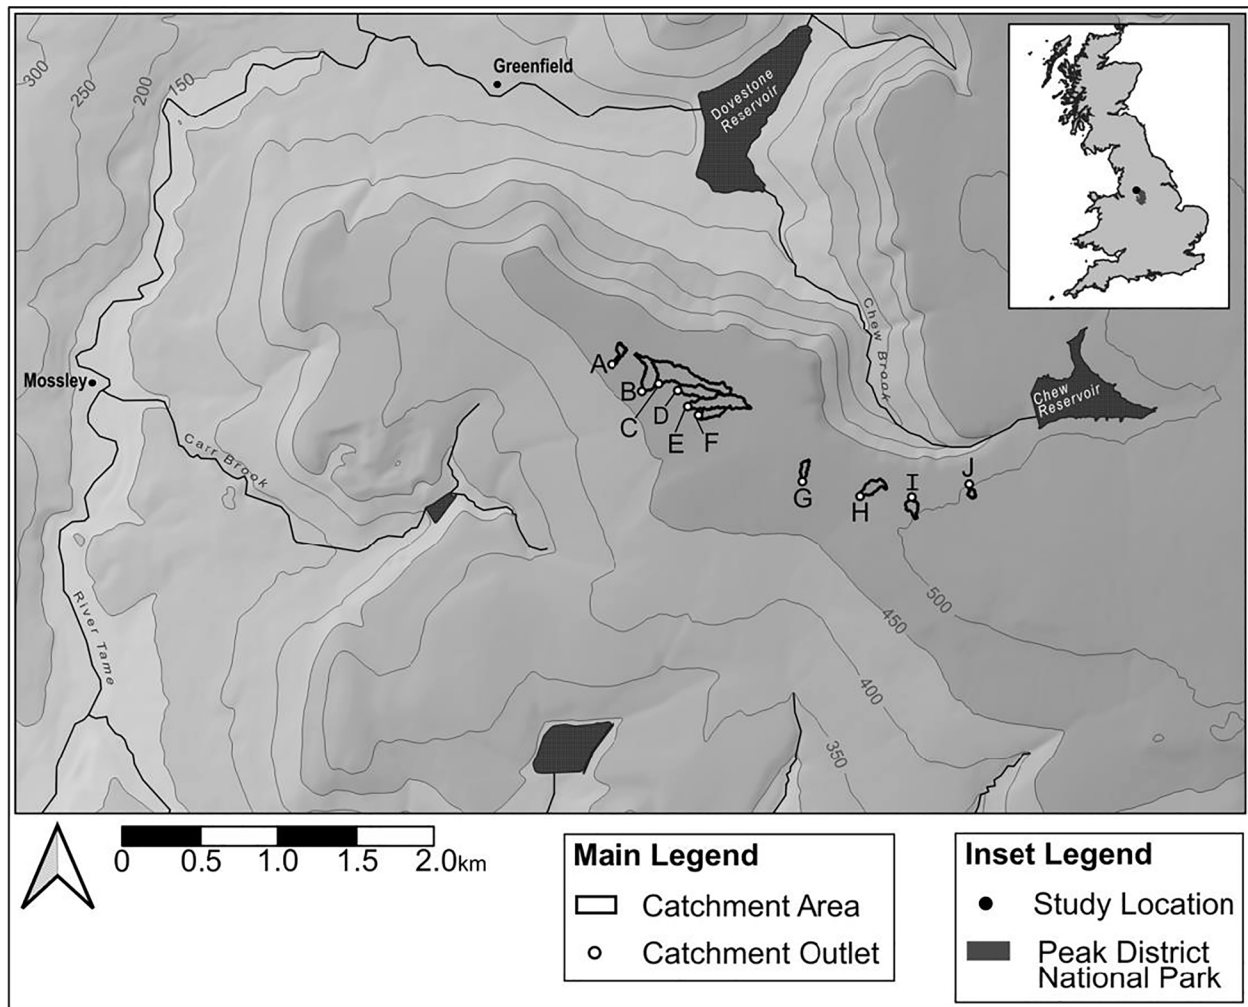 300
250
200
150
Greenfield
Dovestone
Reservoir
Mossley
Carr Brook
River Tame
Chew Brook
Chew
Reservoir
A
B
C
D
E
F
G
H
I
J
500
450
400
350
0 0.5 1.0 1.5 2.0km
Main Legend
Catchment Area
Catchment Outlet
Inset Legend
Study Location
Peak District
National Park